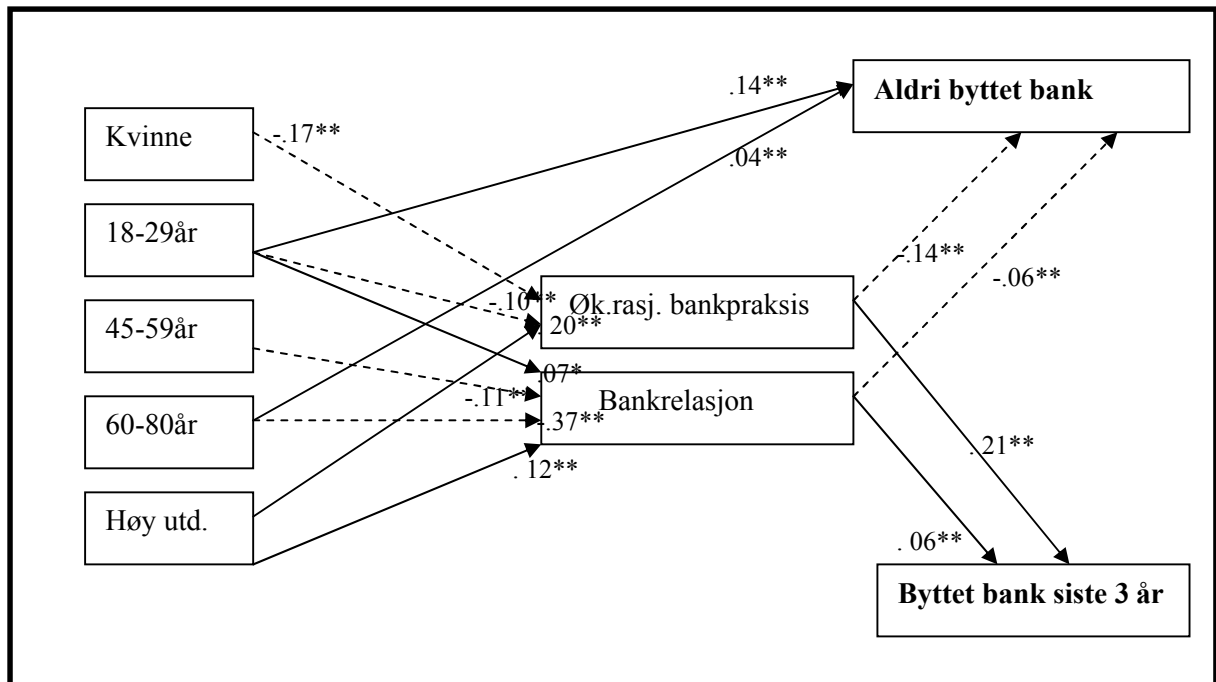 .14**
Aldri byttet bank
Kvinne
-.17**
.04**
18-29år
-.14**
-.06**
-.10**
Øk.rasj. bankpraksis
.20**
45-59år
.07*
-.11**
Bankrelasjon
60-80år
-.37**
.21**
. 12**
Høy utd.
. 06**
Byttet bank siste 3 år